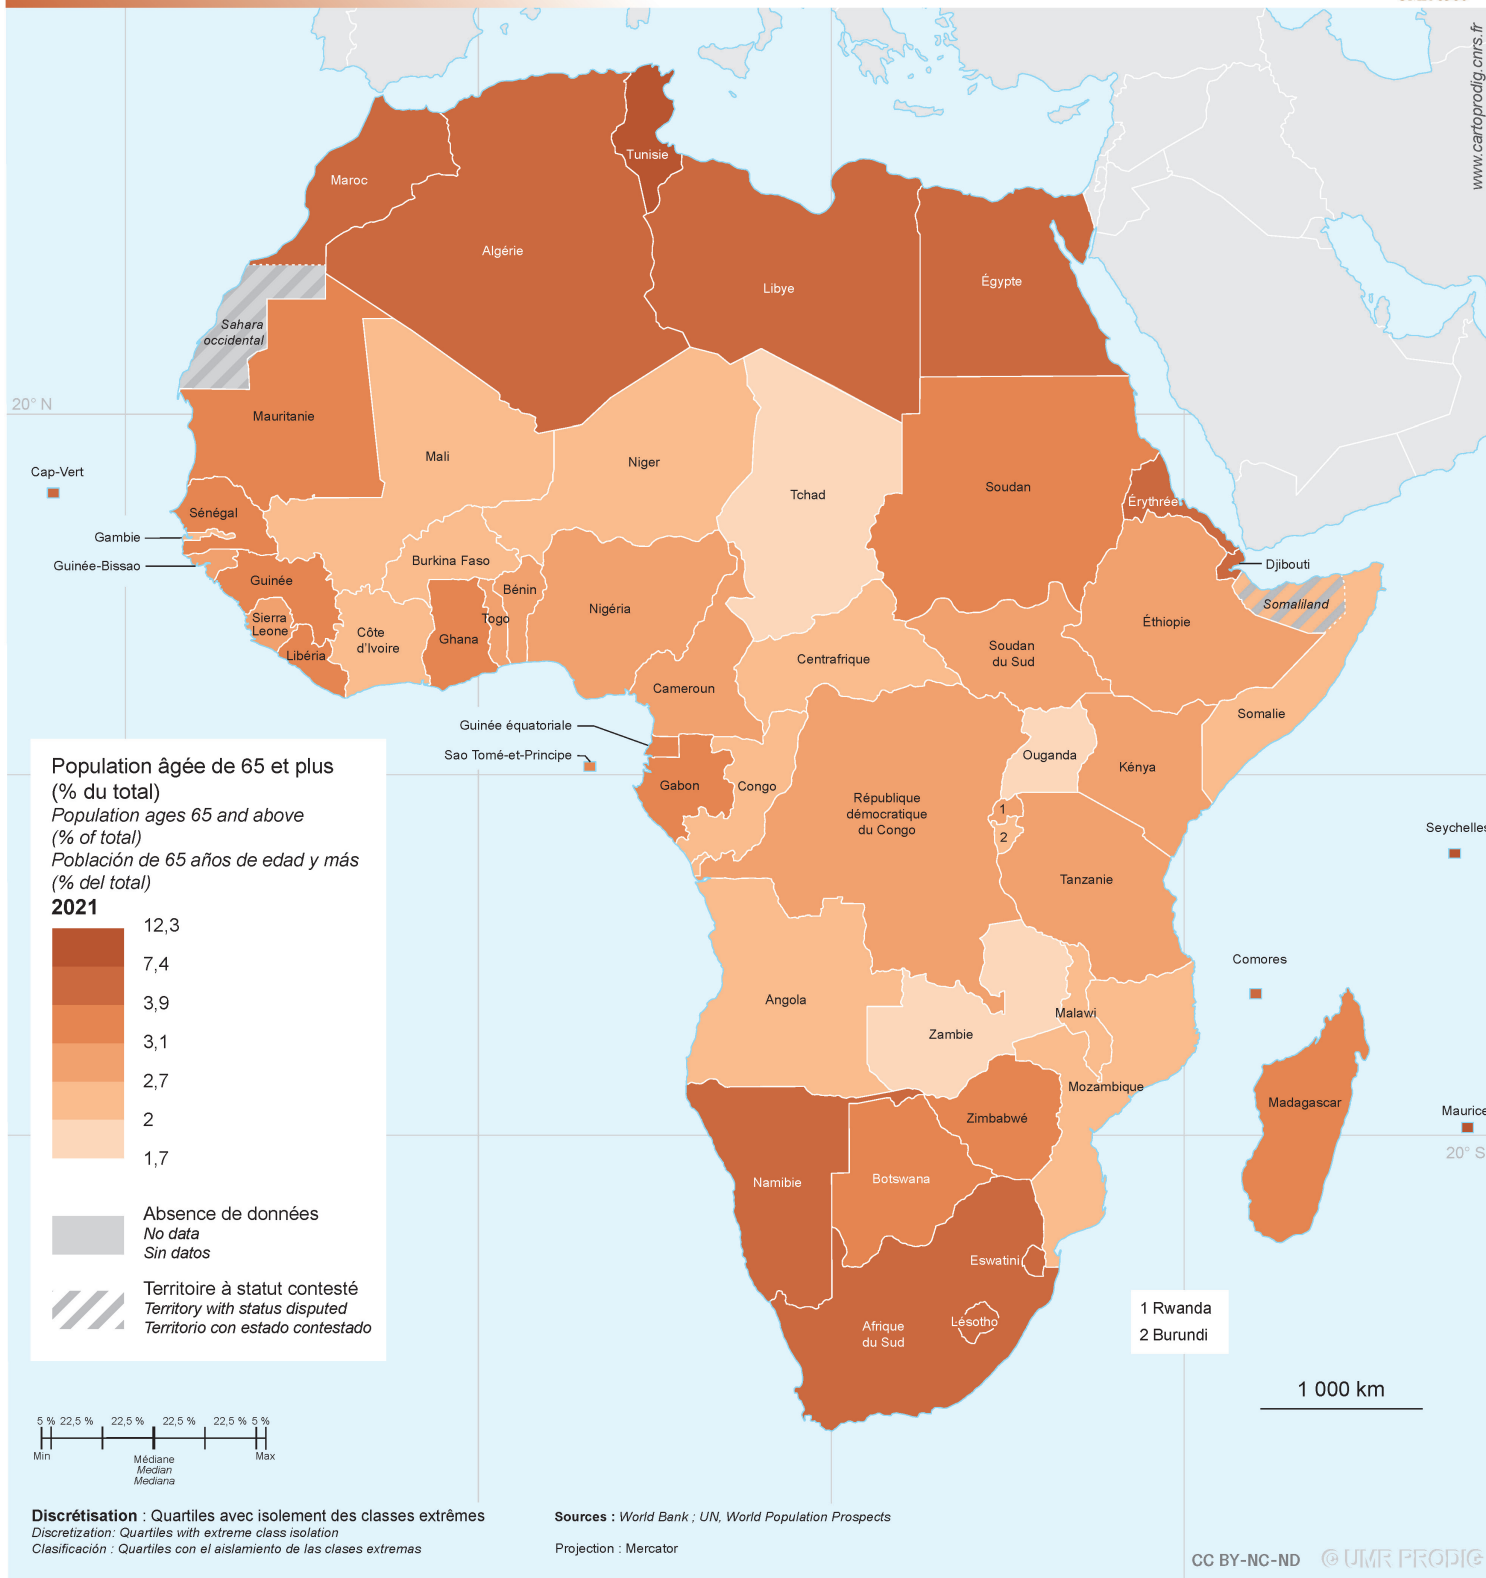 www.cartoprodig.cnrs.fr
Tunisie
Maroc
Algérie
Libye
Égypte
Sahara
occidental
20° N
Mauritanie
Mali
Niger
Tchad
Soudan
Cap-Vert
Érythrée
Sénégal
Gambie
Guinée-Bissao
Burkina Faso
Djibouti
Guinée
Bénin
Nigéria
Somaliland
Sierra
Leone
Togo
Côte
d'Ivoire
Ghana
Éthiopie
Libéria
Soudan
du Sud
Centrafrique
Cameroun
Somalie
Guinée équatoriale
Sao Tomé-et-Principe
Ouganda
Kénya
Gabon
Congo
République
démocratique
du Congo
1
2
Seychelles
Tanzanie
Comores
Angola
Malawi
Zambie
Mozambique
Madagascar
Maurice
Zimbabwé
20° S
Namibie
Botswana
Eswatini
Lésotho
Afrique
du Sud
Population âgée de 65 et plus
(% du total)
Population ages 65 and above
(% of total)
Población de 65 años de edad y más
(% del total)
2021
12,3
7,4
3,9
3,1
2,7
2
1,7
Absence de données
No data
Sin datos
Territoire à statut contesté
Territory with status disputed
Territorio con estado contestado
1 Rwanda
2 Burundi
1 000 km
5 % 22,5 % 22,5 % 22,5 % 22,5 % 5 %
Min Max
Médiane
Median
Mediana
Discrétisation : Quartiles avec isolement des classes extrêmes
Discretization: Quartiles with extreme class isolation
Clasificación : Quartiles con el aislamiento de las clases extremas
Sources : World Bank ; UN, World Population Prospects
Projection : Mercator
CC BY-NC-ND © UMR PRODIG